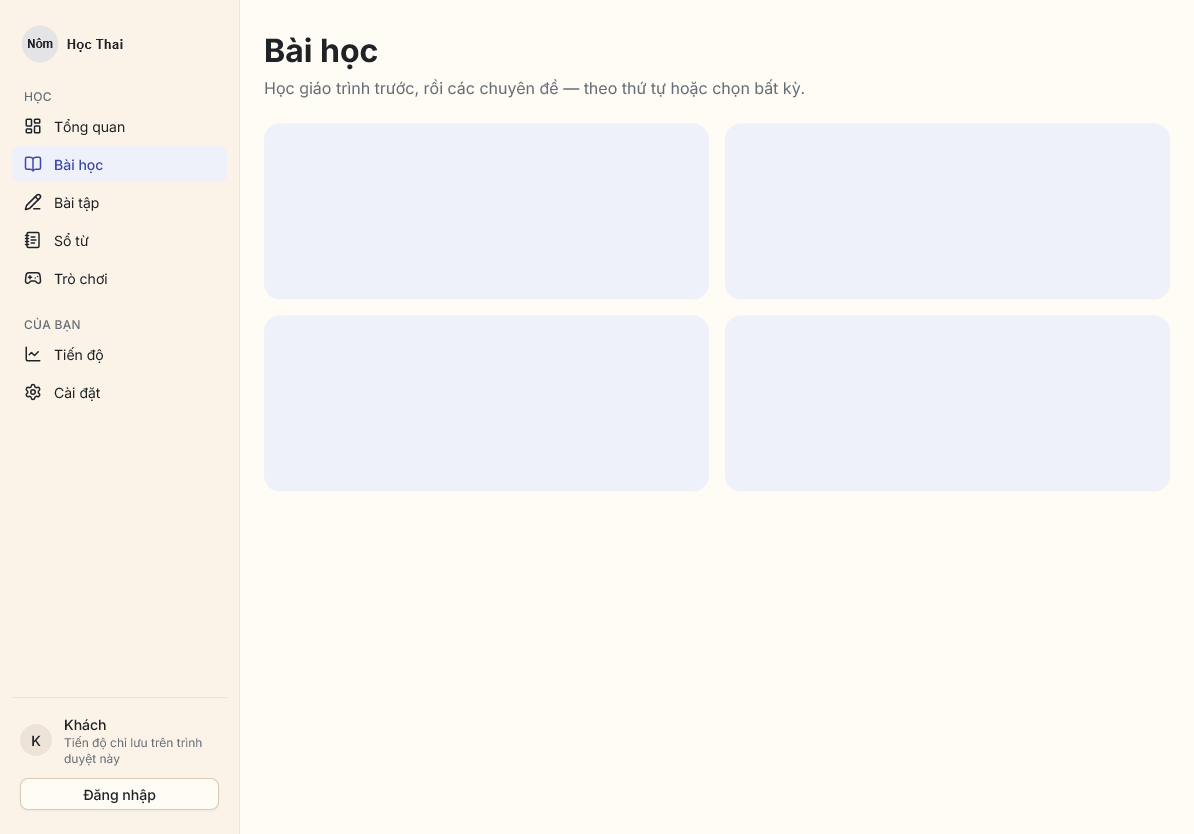 Nôm
Học Thai
HỌC
Tổng quan
Bài học
Bài tập
Sổ từ
Trò chơi
CỦA BẠN
Tiến độ
Cài đặt
K
Khách
Tiến độ chỉ lưu trên trình
duyệt này
Đăng nhập
Bài học
Học giáo trình trước, rồi các chuyên đề — theo thứ tự hoặc chọn bất kỳ.